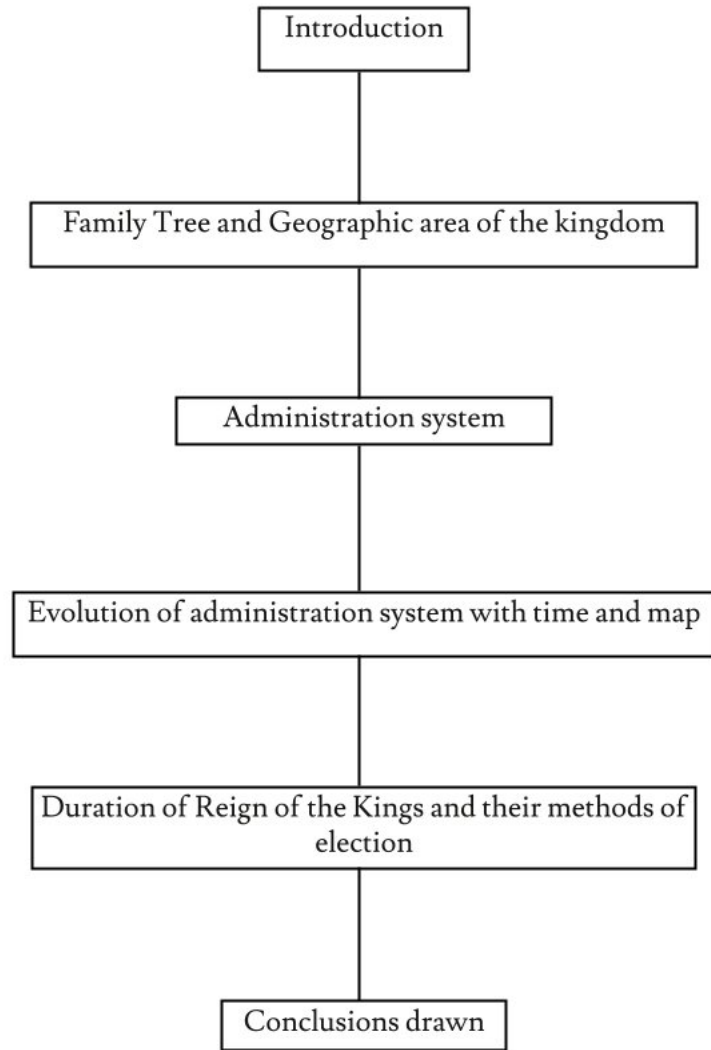 Introduction
Family Tree and Geographic area of the kingdom
Administration system
Evolution of administration system with time and map
Duration of Reign of the Kings and their methods of
election
Conclusions drawn